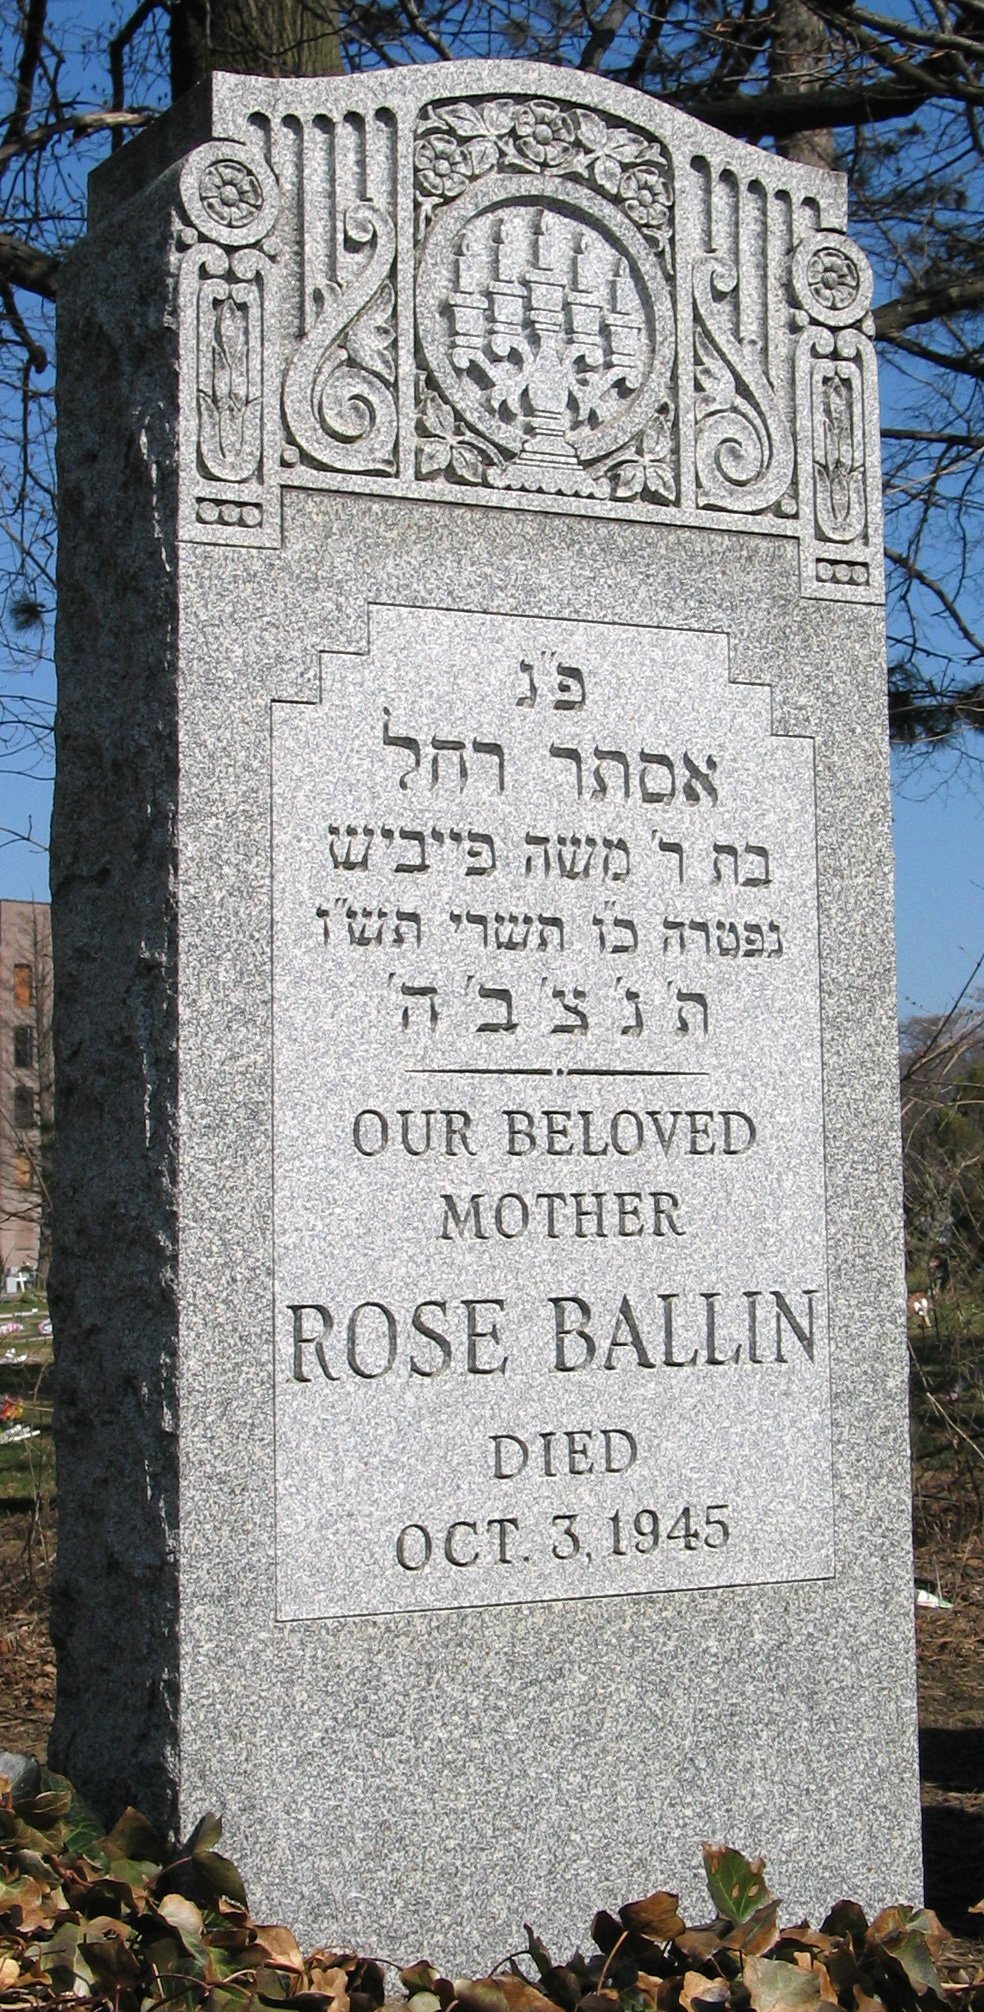 פ"נ
אסתר רחל
בת ר' משה פייביש
נפטרה כ"ו תשרי תש"ו
ת' נ' צ' ב' ה'
OUR BELOVED
MOTHER
ROSE BALLIN
DIED
OCT. 3, 1945